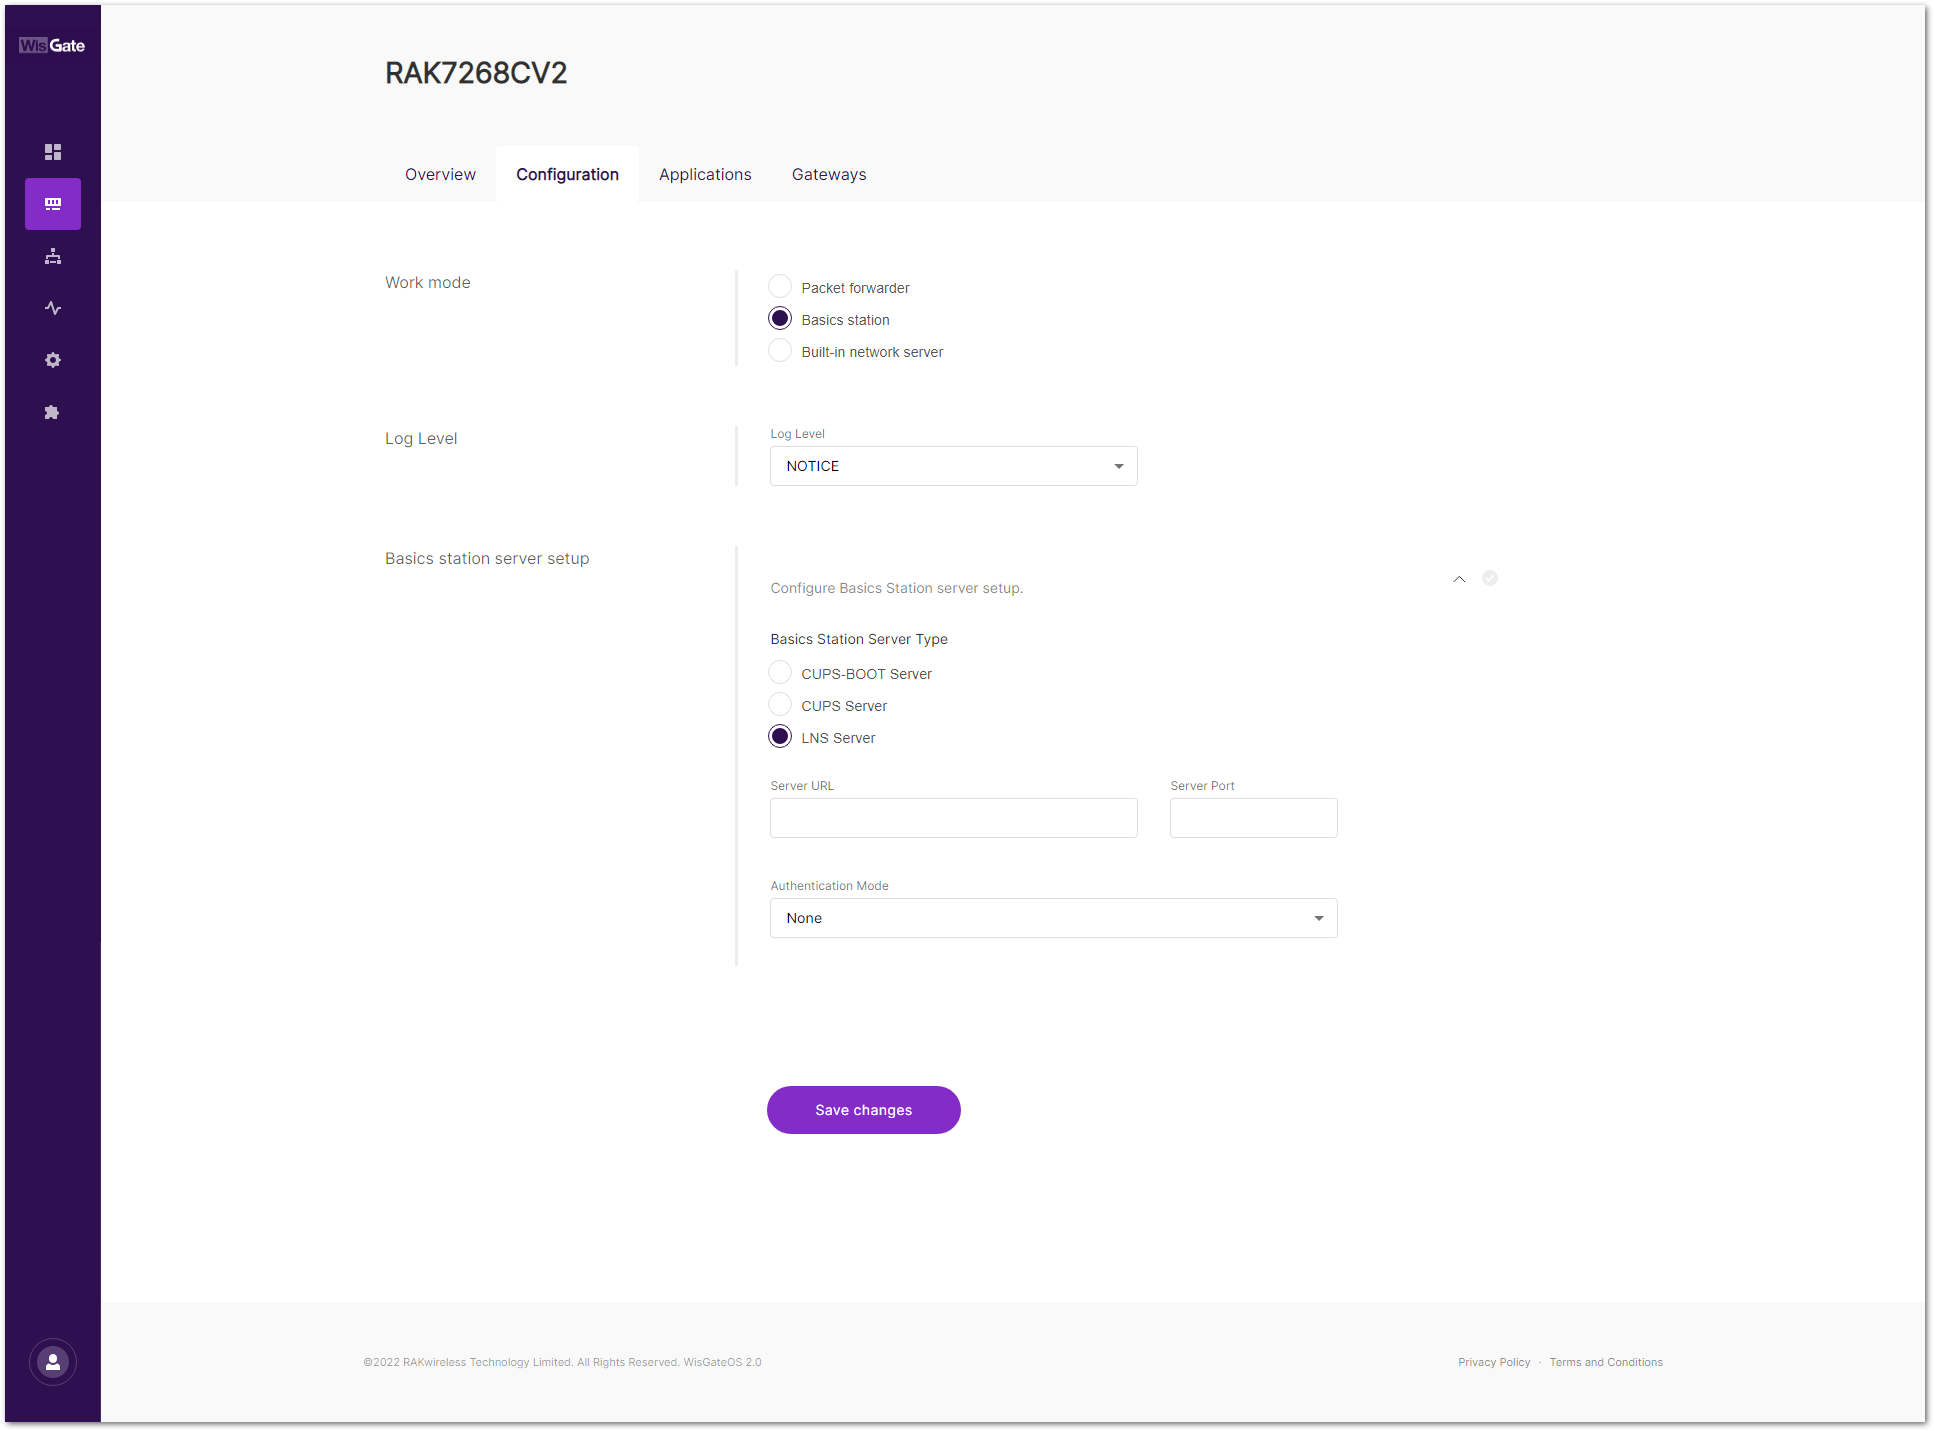 WisGate
RAK7268CV2
Overview Configuration Applications Gateways
Work mode
Packet forwarder
Basics station
Built-in network server
Log Level
Log Level
NOTICE
Basics station server setup
Configure Basics Station server setup.
Basics Station Server Type
CUPS-BOOT Server
CUPS Server
LNS Server
Server URL Server Port
Authentication Mode
None
Save changes
©2022 RAKwireless Technology Limited. All Rights Reserved. WisGateOS 2.0
Privacy Policy · Terms and Conditions